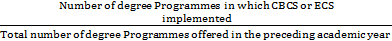 Number of degree Programmes in which CBCS or ECS
implemented
Total number of degree Programmes offered in the preceding academic year